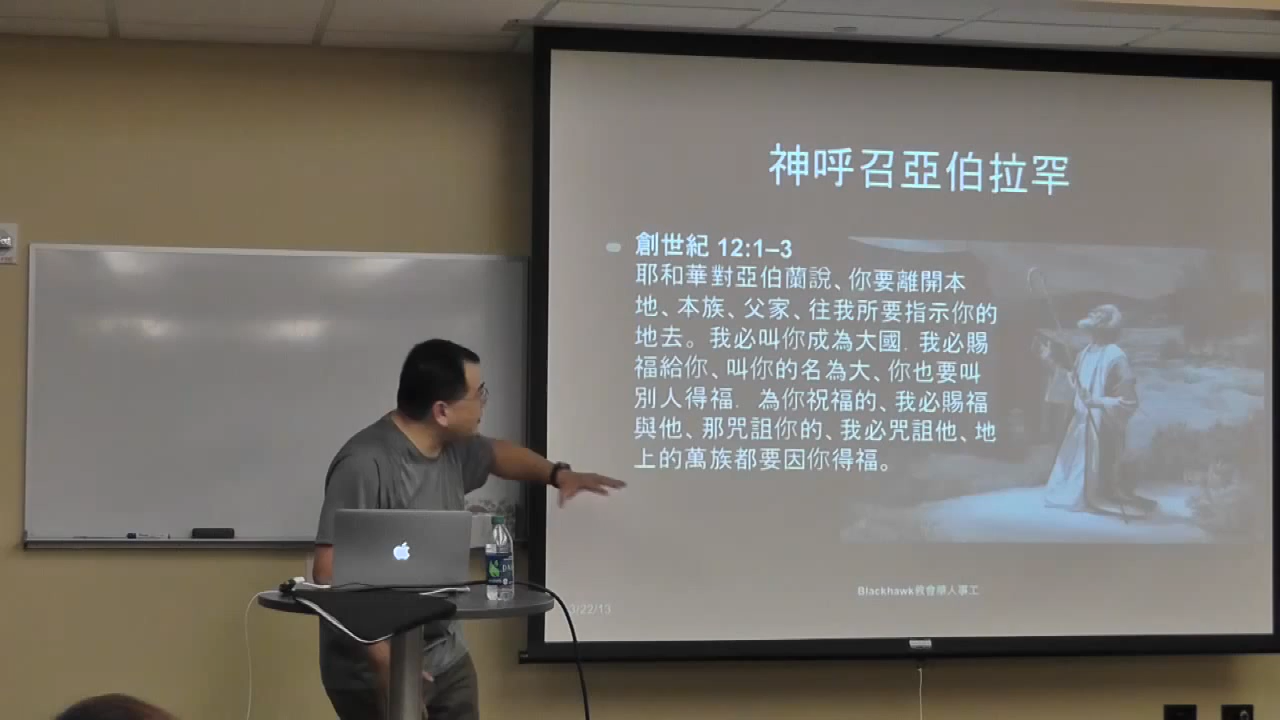 神呼召亞伯拉罕
創世紀 12:1–3
耶和華對亞伯蘭說、你要離開本
地、本族、父家、往我所要指示你的
地去。我必叫你成為大國．我必賜
福給你、叫你的名為大、你也要叫
別人得福．為你祝福的、我必賜福
與他、那咒詛你的、我必咒詛他、地
上的萬族都要因你得福。
Blackhawk教會華人事工
/22/13